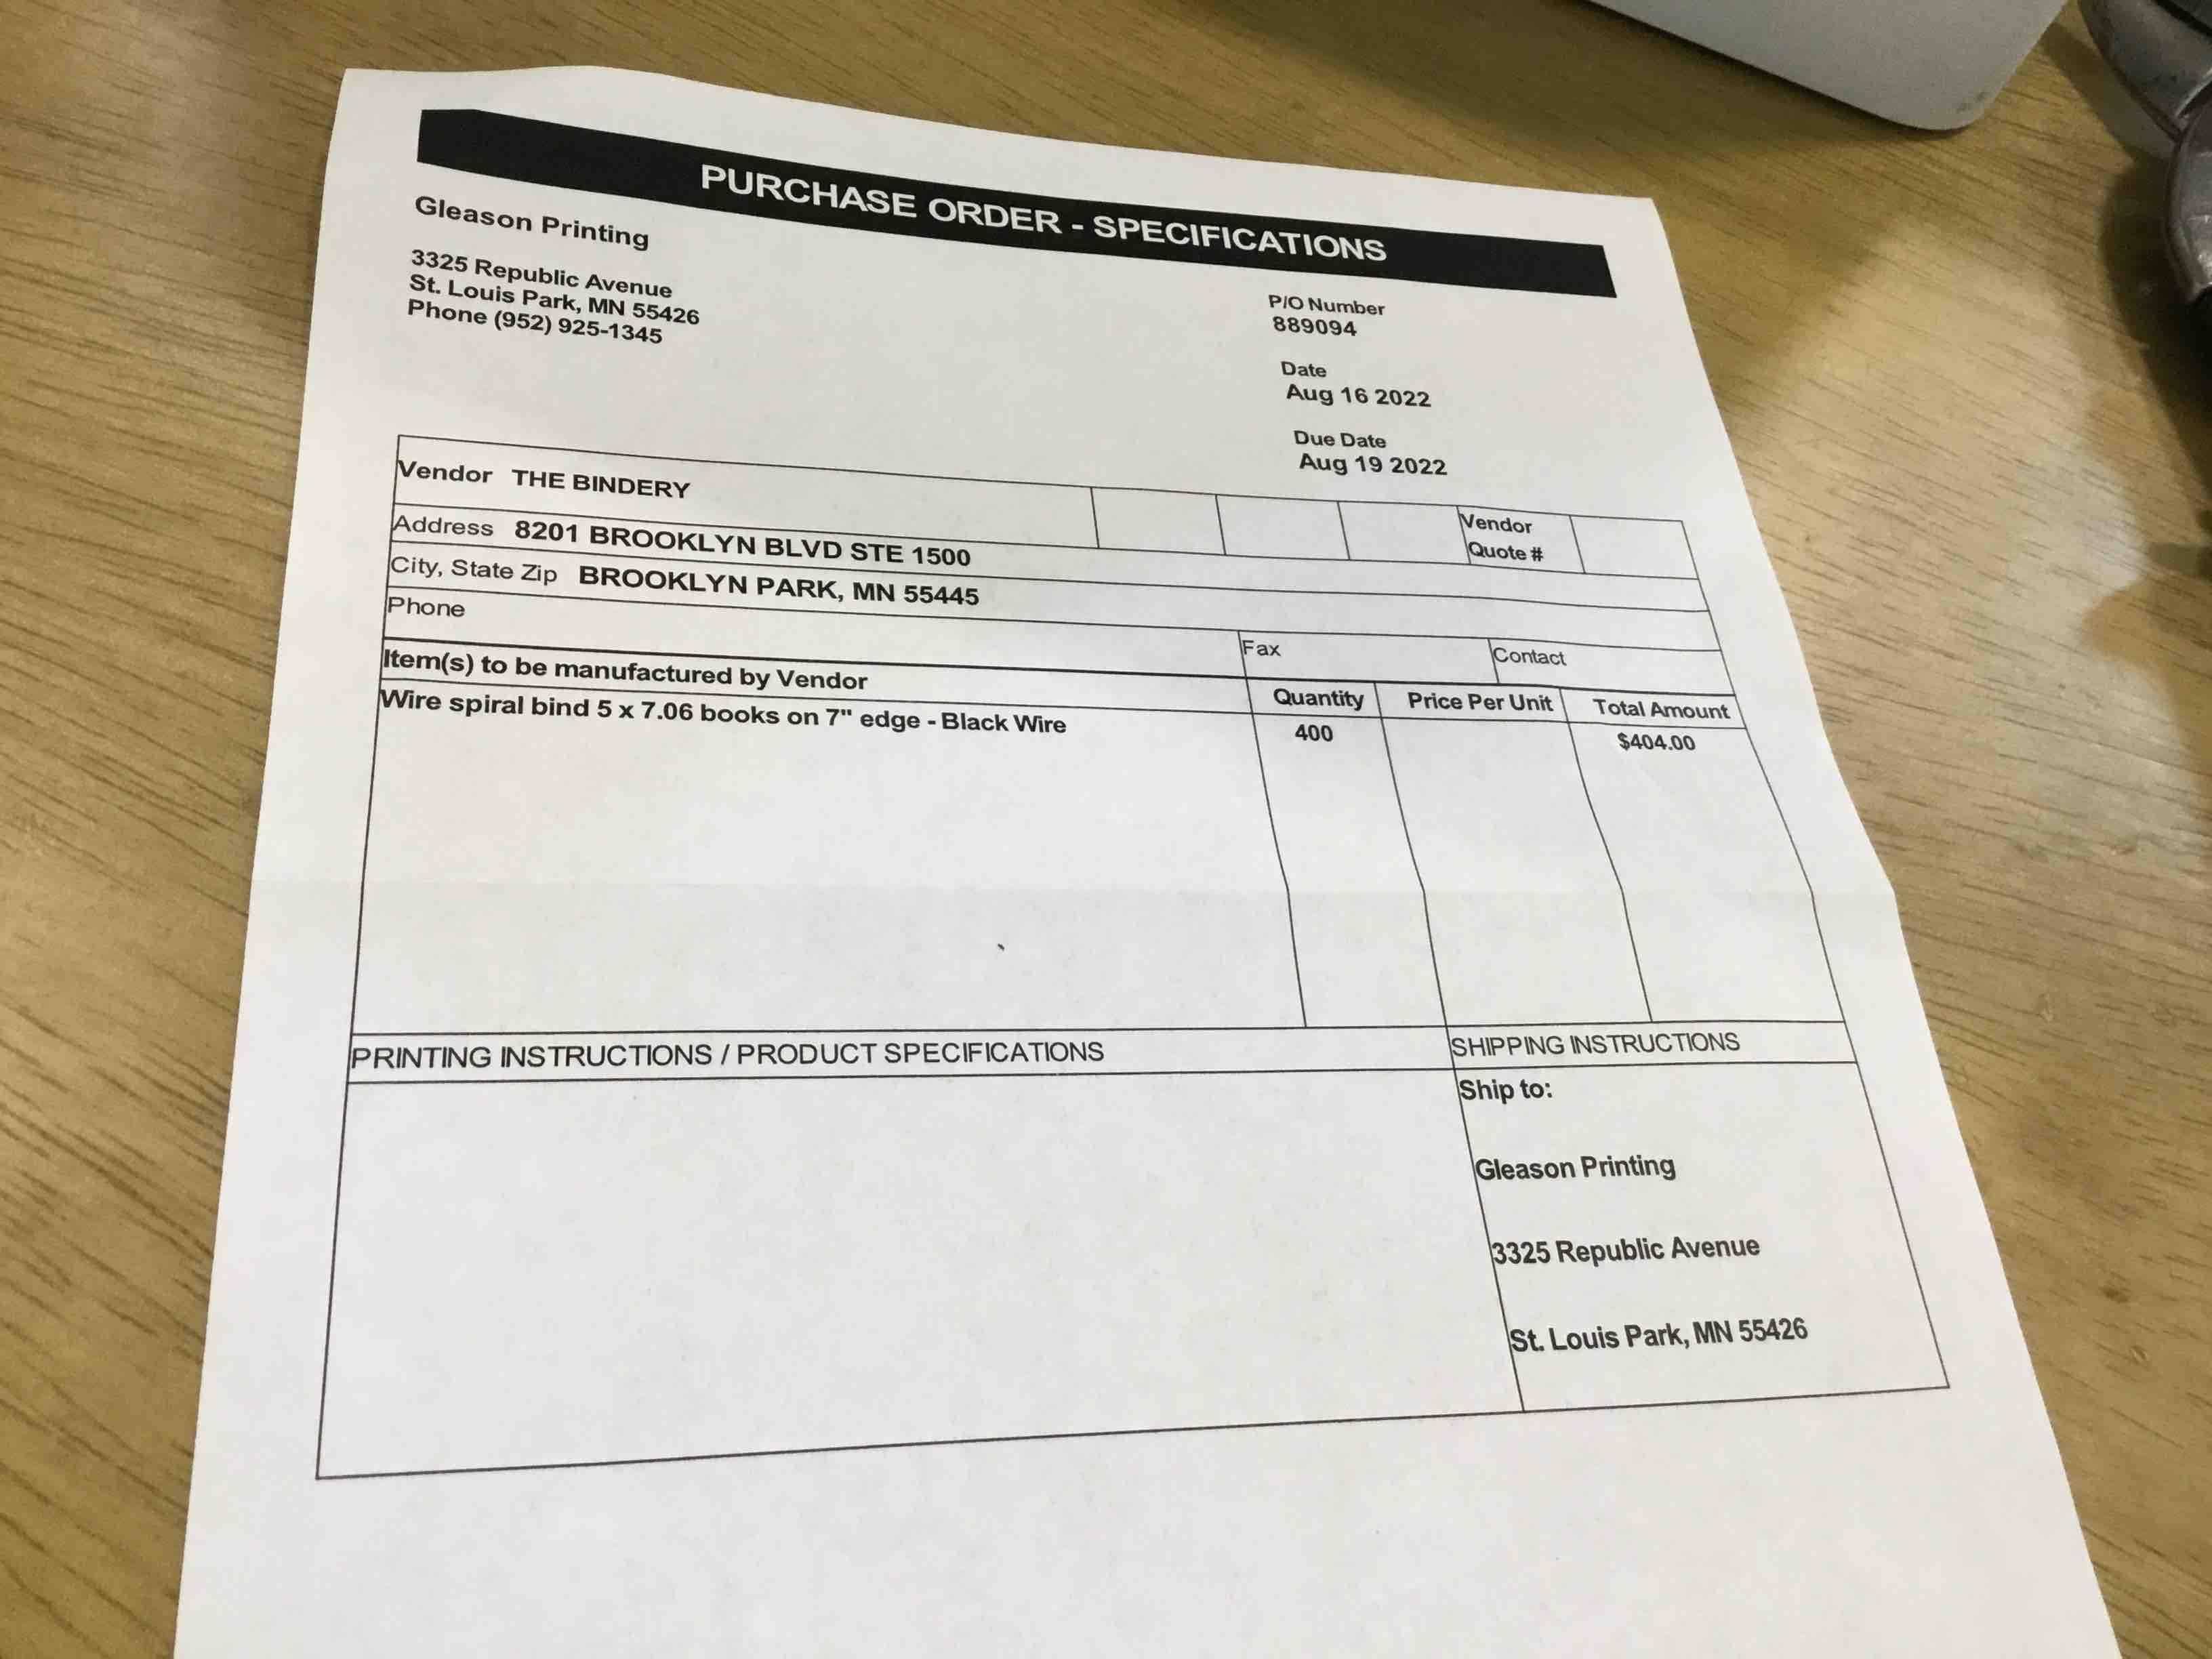 PURCHASE ORDER - SPECIFICATIONS
Gleason Printing
3325 Republic Avenue
St. Louis Park, MN 55426
Phone (952) 925-1345
P/O Number
889094
Date
Aug 16 2022
Due Date
Aug 19 2022
Vendor THE BINDERY
Vendor
Quote #
Address 8201 BROOKLYN BLVD STE 1500
City, State Zip BROOKLYN PARK, MN 55445
Phone Fax Contact
Item(s) to be manufactured by Vendor Quantity Price Per Unit Total Amount
Wire spiral bind 5 x 7.06 books on 7" edge - Black Wire 400 $404.00
PRINTING INSTRUCTIONS / PRODUCT SPECIFICATIONS SHIPPING INSTRUCTIONS
Ship to:
Gleason Printing
3325 Republic Avenue
St. Louis Park, MN 55426